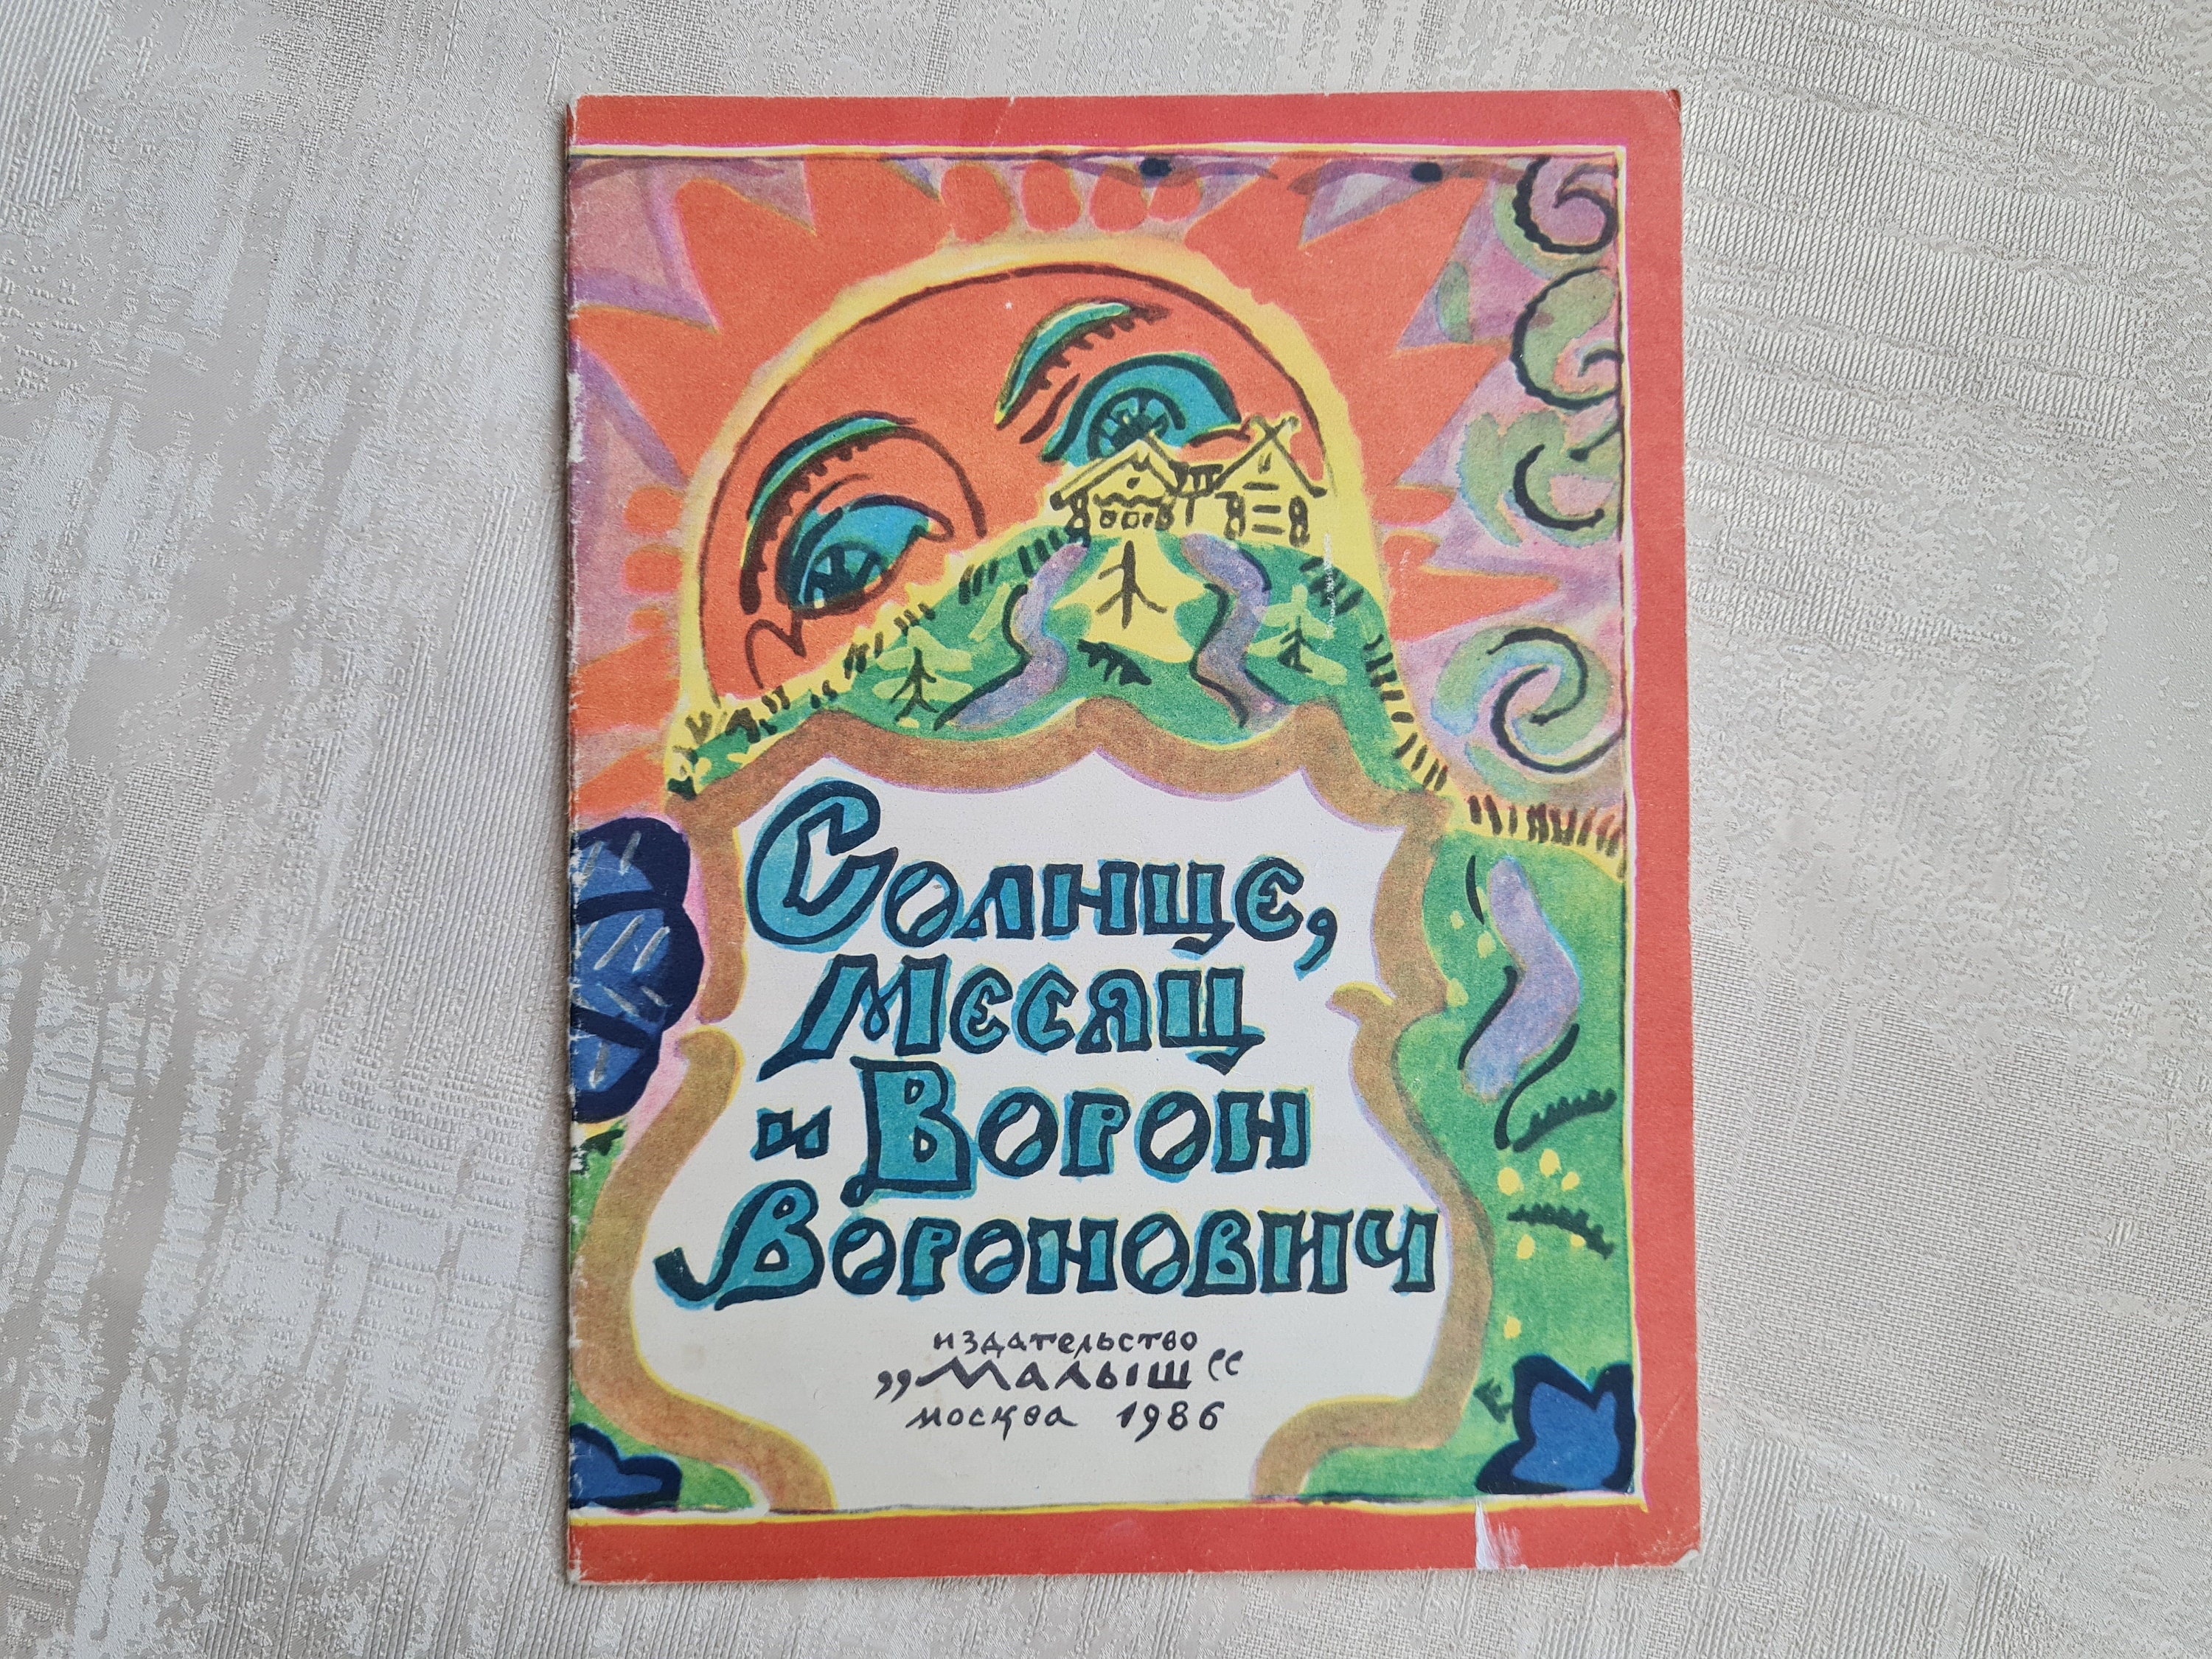 Солнце,
Месяц
и Ворон
Воронович
издательство
„Малыш“
москва 1986